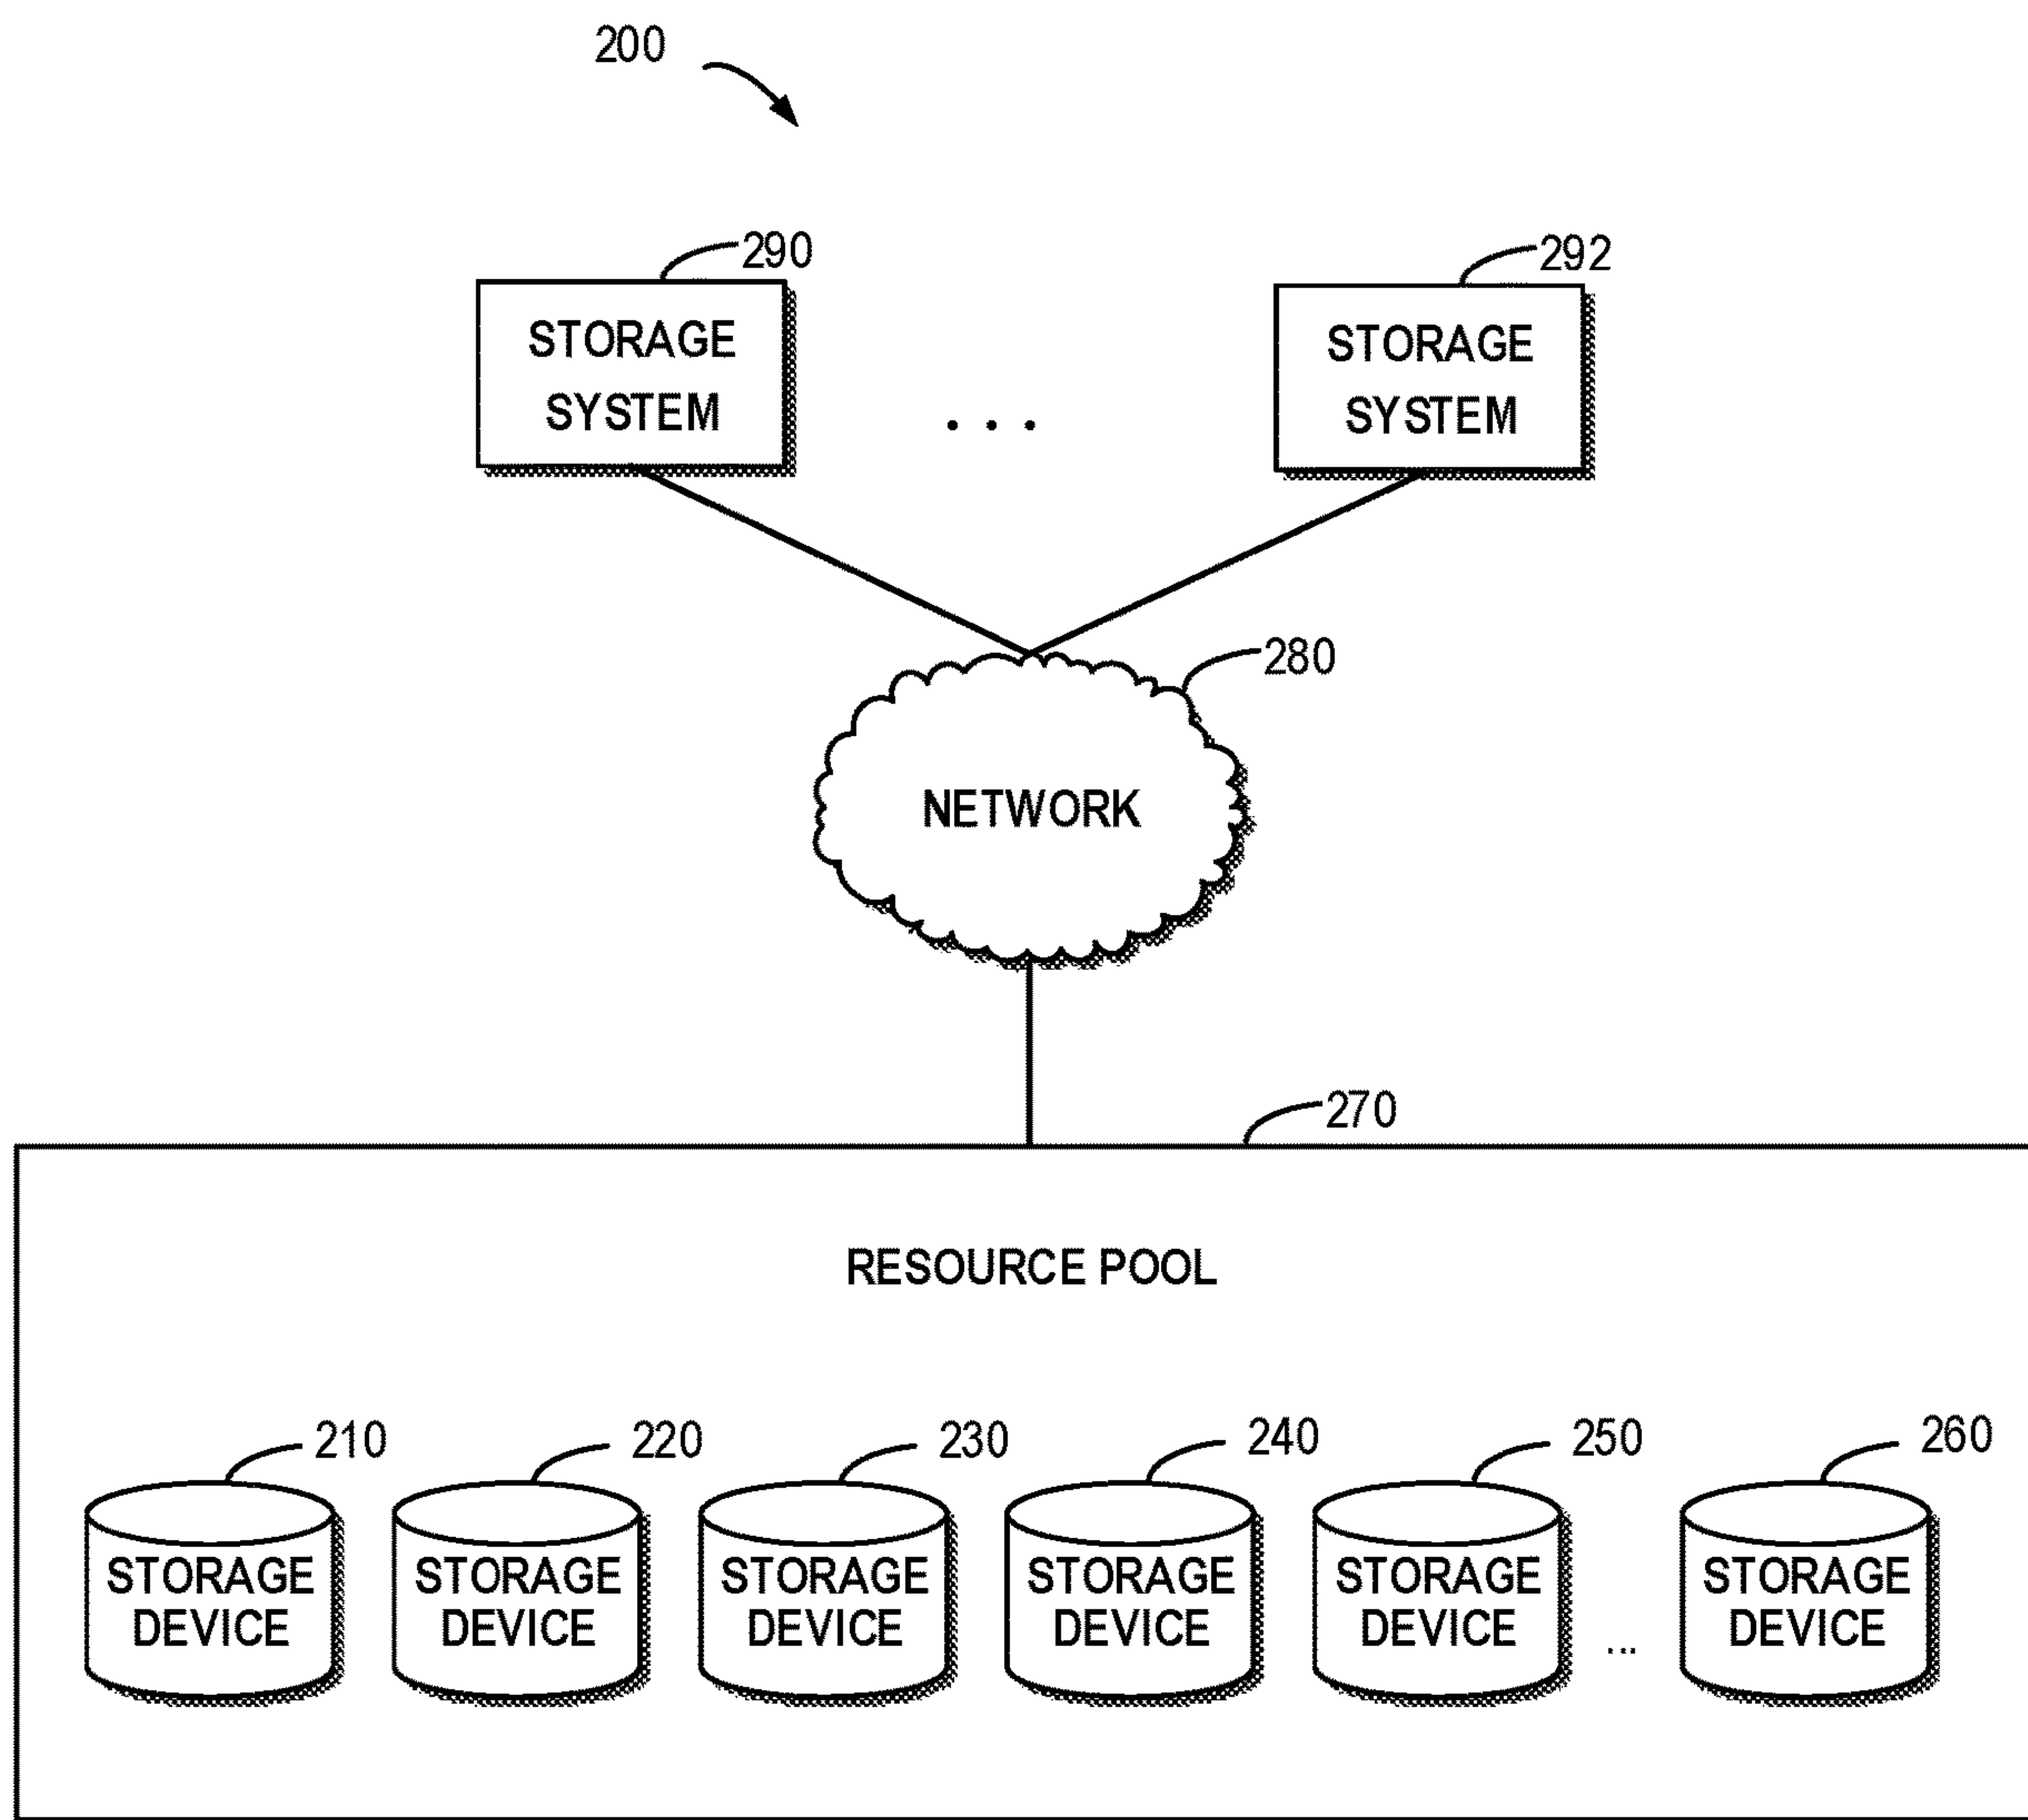 200
290
292
STORAGE
SYSTEM
. . .
STORAGE
SYSTEM
280
NETWORK
270
RESOURCE POOL
210
220
230
240
250
260
STORAGE
DEVICE
STORAGE
DEVICE
STORAGE
DEVICE
STORAGE
DEVICE
STORAGE
DEVICE
...
STORAGE
DEVICE